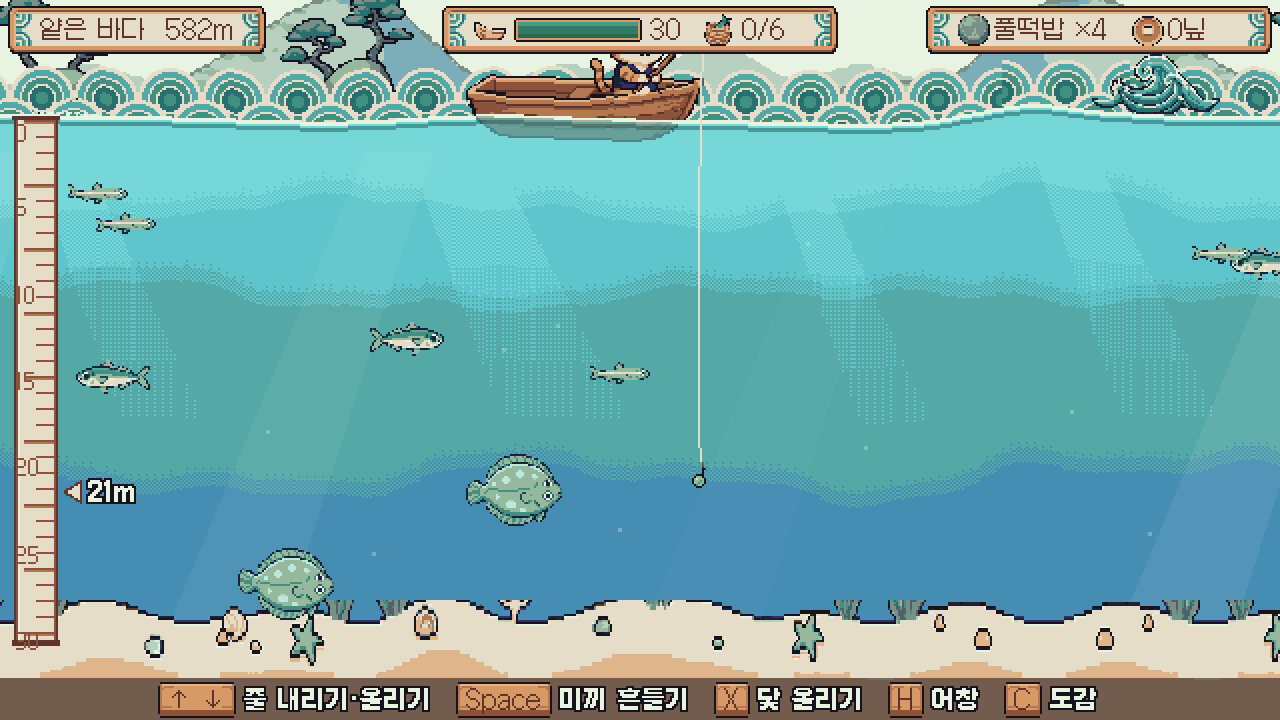 얕은 바다 582m
30
0/6
풀떡밥 ×4
0닢
0
5
10
15
20
21m
25
30
↑ ↓ 줄 내리기·올리기
Space 미끼 흔들기
X 닻 올리기
H 어창
C 도감